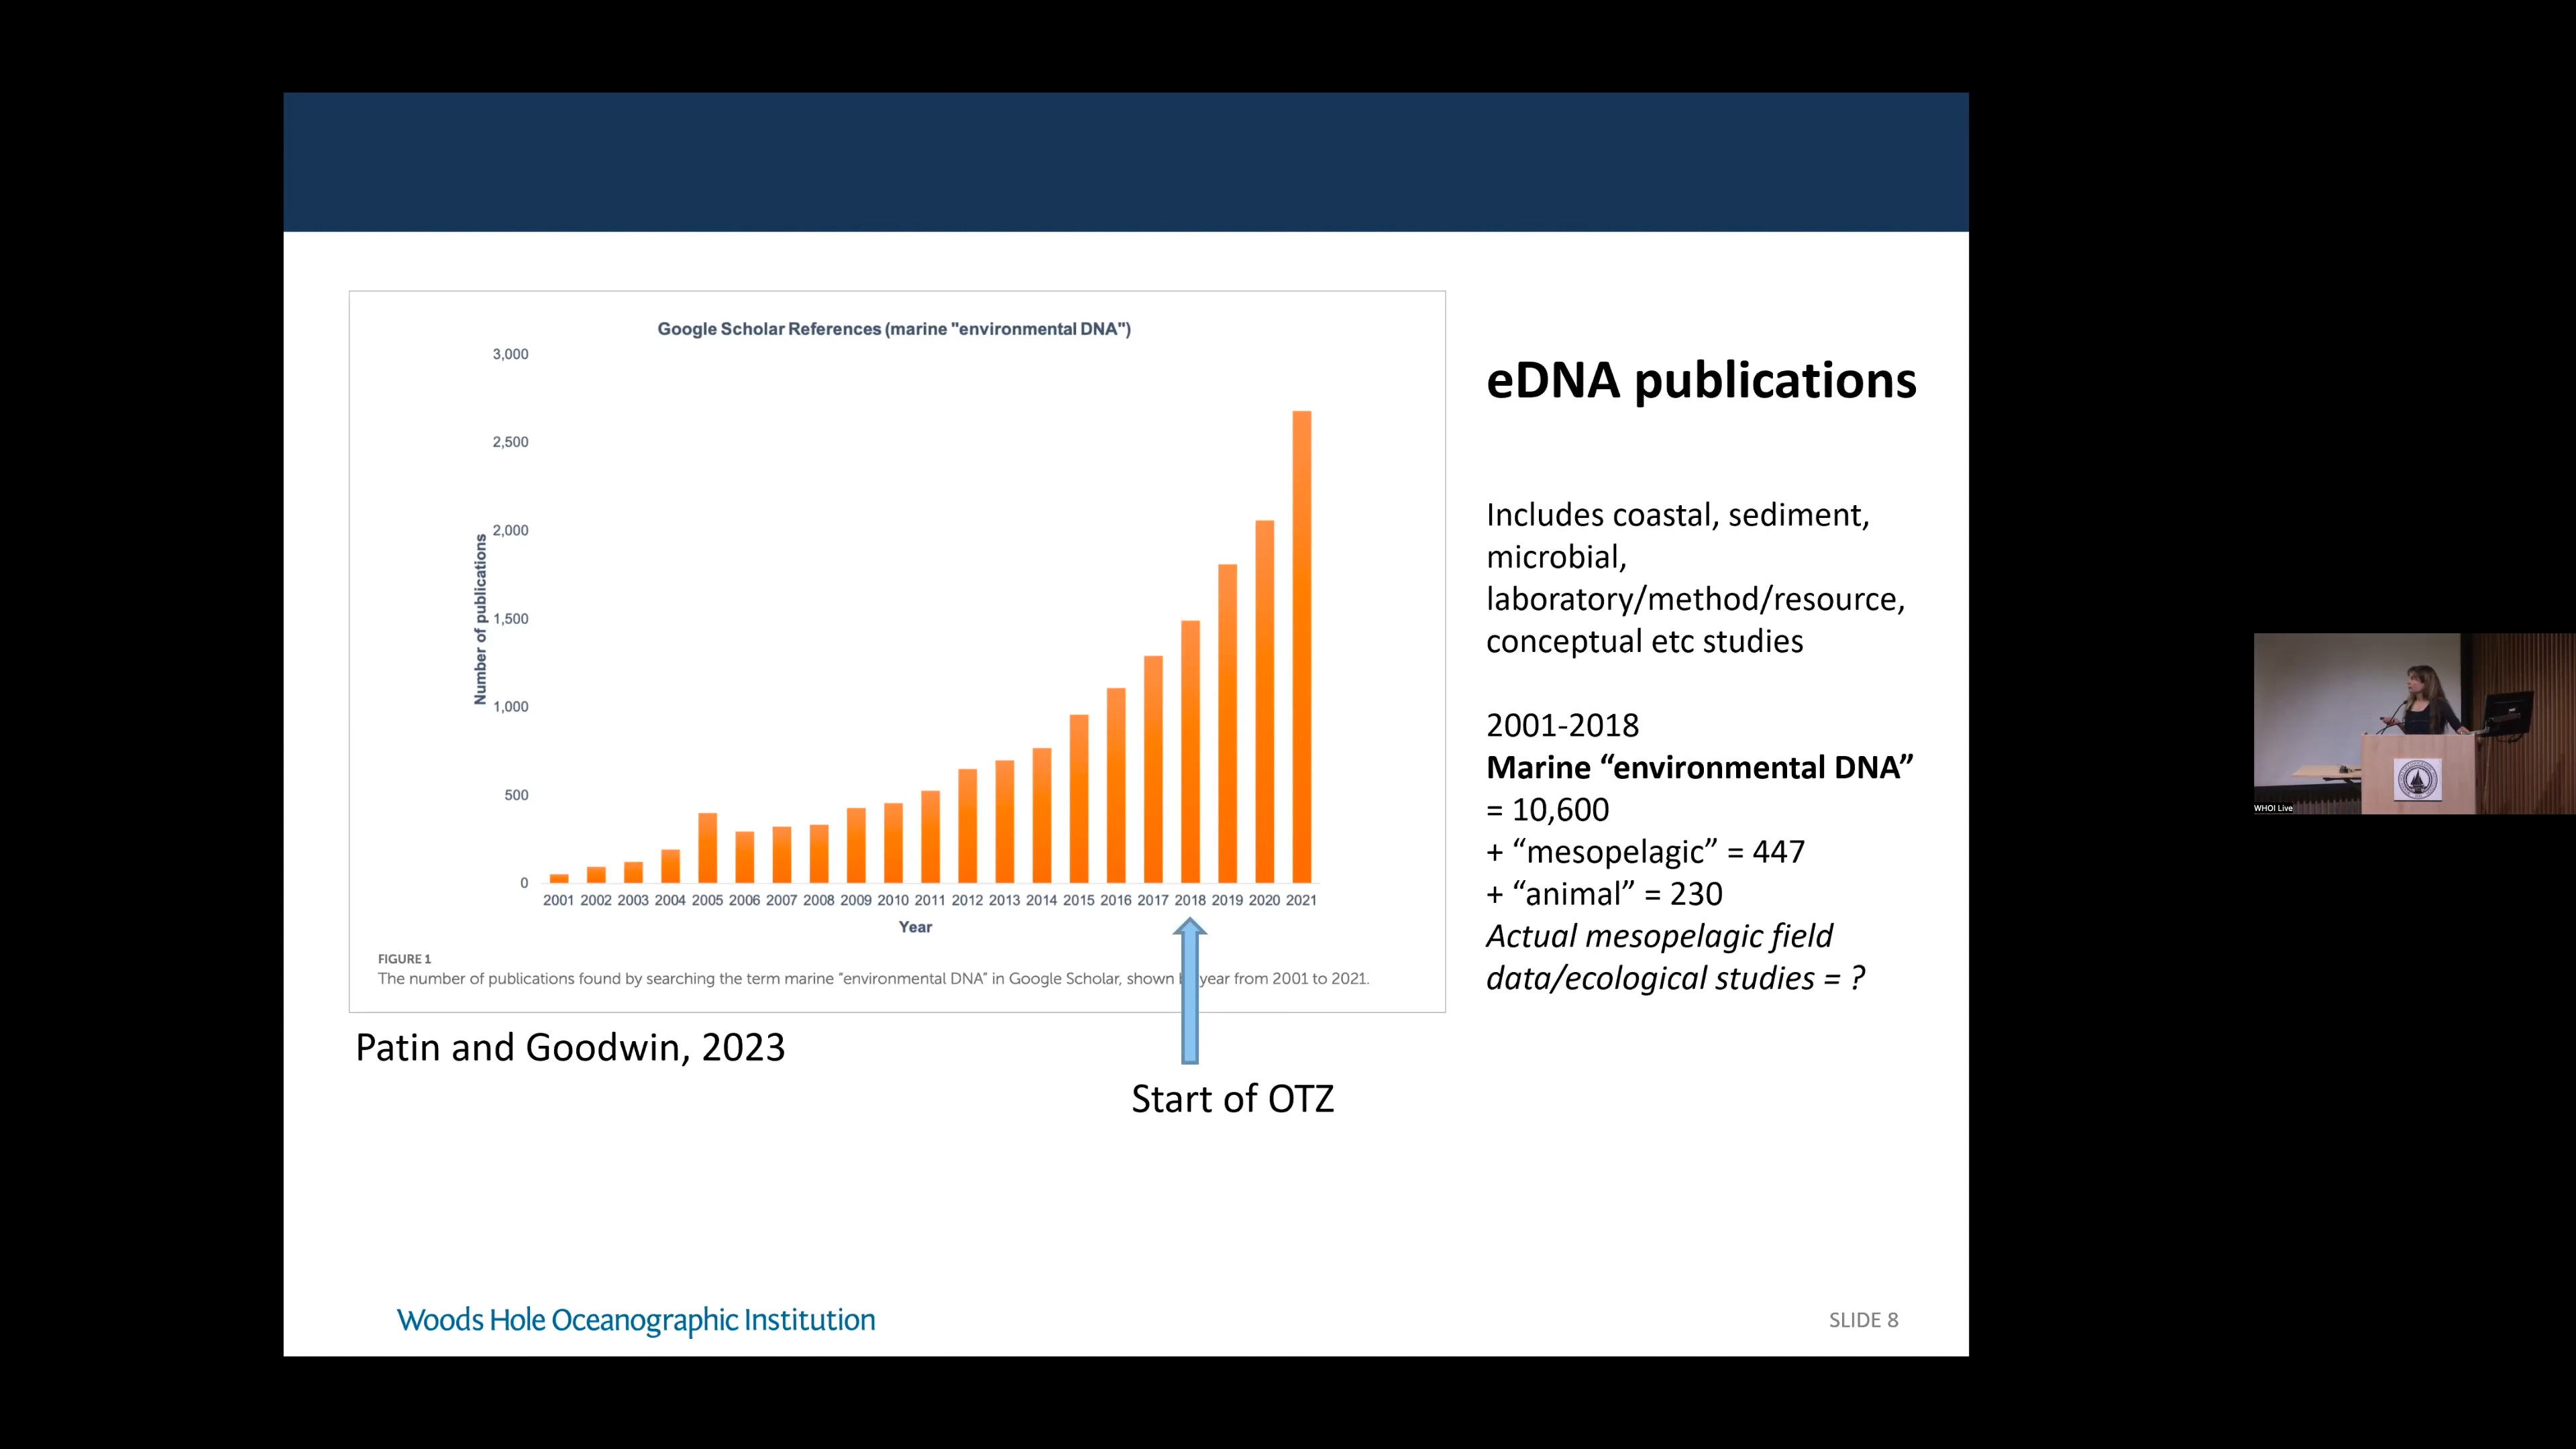 Google Scholar References (marine "environmental DNA")
3,000
2,500
2,000
1,500
1,000
500
0
Number of publications
2001 2002 2003 2004 2005 2006 2007 2008 2009 2010 2011 2012 2013 2014 2015 2016 2017 2018 2019 2020 2021
Year
FIGURE 1
The number of publications found by searching the term marine "environmental DNA" in Google Scholar, shown year from 2001 to 2021.
Patin and Goodwin, 2023
Start of OTZ
eDNA publications
Includes coastal, sediment,
microbial,
laboratory/method/resource,
conceptual etc studies
2001-2018
Marine “environmental DNA”
= 10,600
+ “mesopelagic” = 447
+ “animal” = 230
Actual mesopelagic field
data/ecological studies = ?
Woods Hole Oceanographic Institution
SLIDE 8
WHOI Live